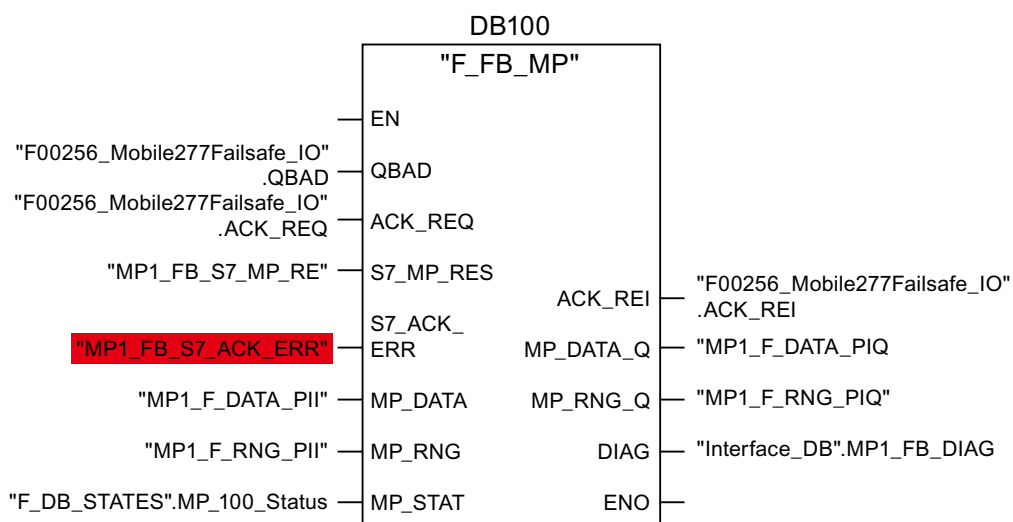 DB100
"F_FB_MP"
EN
"F00256_Mobile277Failsafe_IO"
.QBAD
QBAD
"F00256_Mobile277Failsafe_IO"
.ACK_REQ
ACK_REQ
"MP1_FB_S7_MP_RE"
S7_MP_RES
"F00256_Mobile277Failsafe_IO"
.ACK_REI
ACK_REI
S7_ACK_
ERR
"MP1_FB_S7_ACK_ERR"
MP_DATA_Q
"MP1_F_DATA_PIQ
"MP1_F_DATA_PII"
MP_DATA
MP_RNG_Q
"MP1_F_RNG_PIQ"
"MP1_F_RNG_PII"
MP_RNG
DIAG
"Interface_DB".MP1_FB_DIAG
"F_DB_STATES".MP_100_Status
MP_STAT
ENO